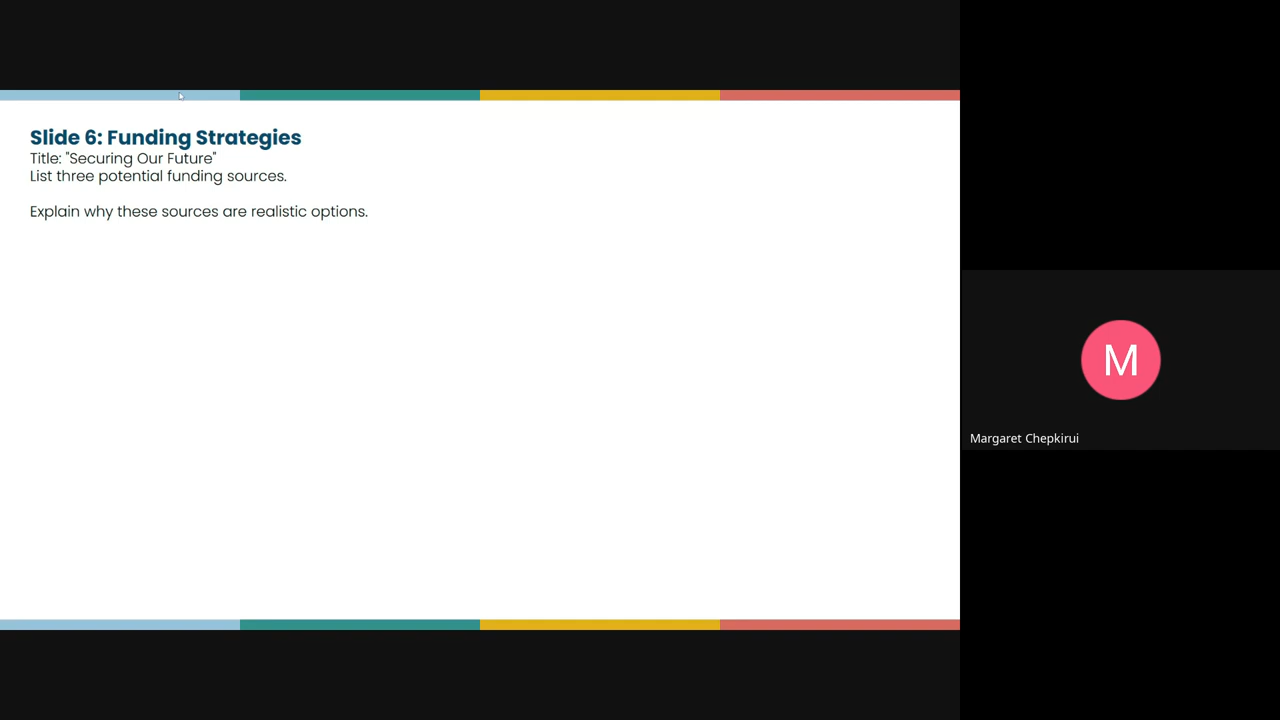 Slide 6: Funding Strategies
Title: "Securing Our Future"
List three potential funding sources.
Explain why these sources are realistic options.
M
Margaret Chepkirui